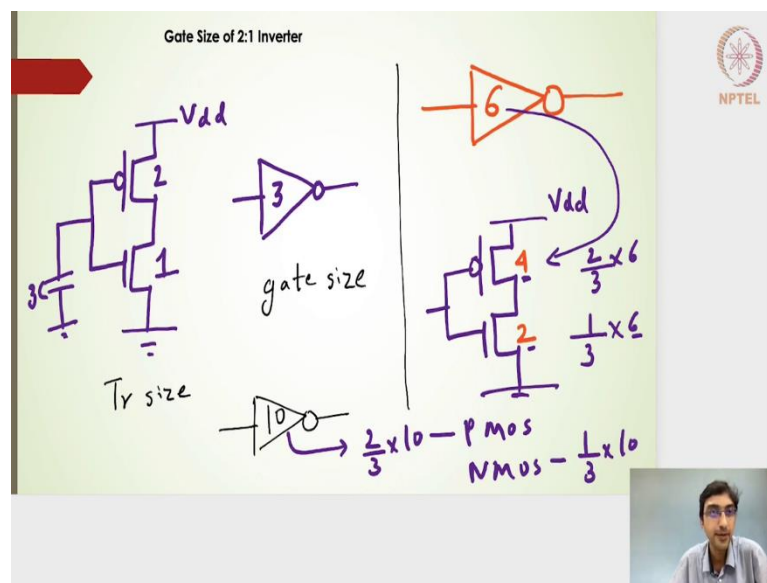 Gate Size of 2:1 Inverter
NPTEL
Vdd
2
1
3C
Tr size
3
gate size
6
Vdd
4
2/3 x 6
2
1/3 x 6
10
2/3 x 10 - PMOS
NMOS - 1/3 x 10